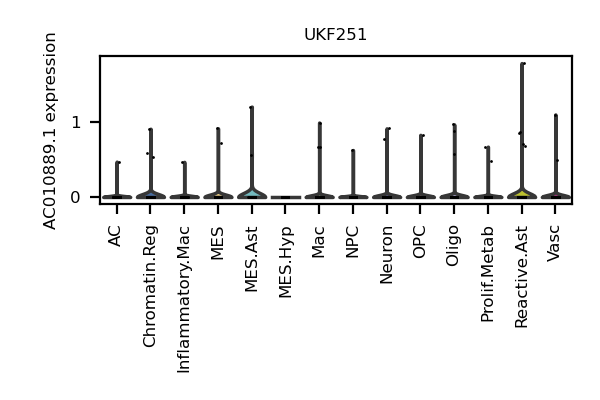 UKF251
AC010889.1 expression
1
0
AC
Chromatin.Reg
Inflammatory.Mac
MES
MES.Ast
MES.Hyp
Mac
NPC
Neuron
OPC
Oligo
Prolif.Metab
Reactive.Ast
Vasc